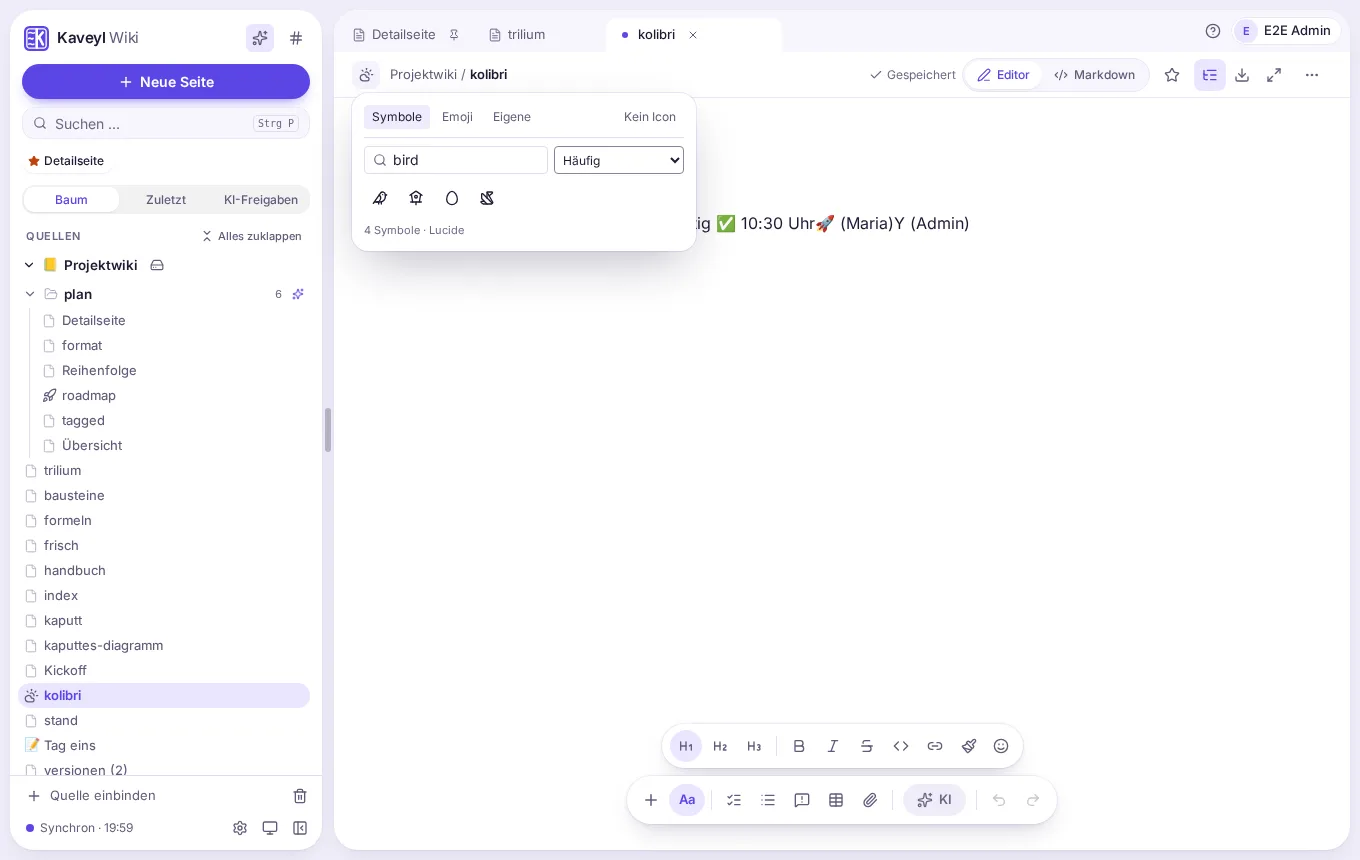 Kaveyl Wiki
Neue Seite
Suchen ...
Strg P
Detailseite
Baum
Zuletzt
KI-Freigaben
QUELLEN
Alles zuklappen
Projektwiki
plan
6
Detailseite
format
Reihenfolge
roadmap
tagged
Übersicht
trilium
bausteine
formeln
frisch
handbuch
index
kaputt
kaputtes-diagramm
Kickoff
kolibri
stand
Tag eins
versionen (2)
Quelle einbinden
Synchron · 19:59
Detailseite
trilium
kolibri
E
E2E Admin
Projektwiki / kolibri
Gespeichert
Editor
Markdown
Symbole
Emoji
Eigene
Kein Icon
bird
Häufig
4 Symbole · Lucide
tig ✅ 10:30 Uhr🚀 (Maria)Y (Admin)
H1
H2
H3
B
I
S
Aa
KI